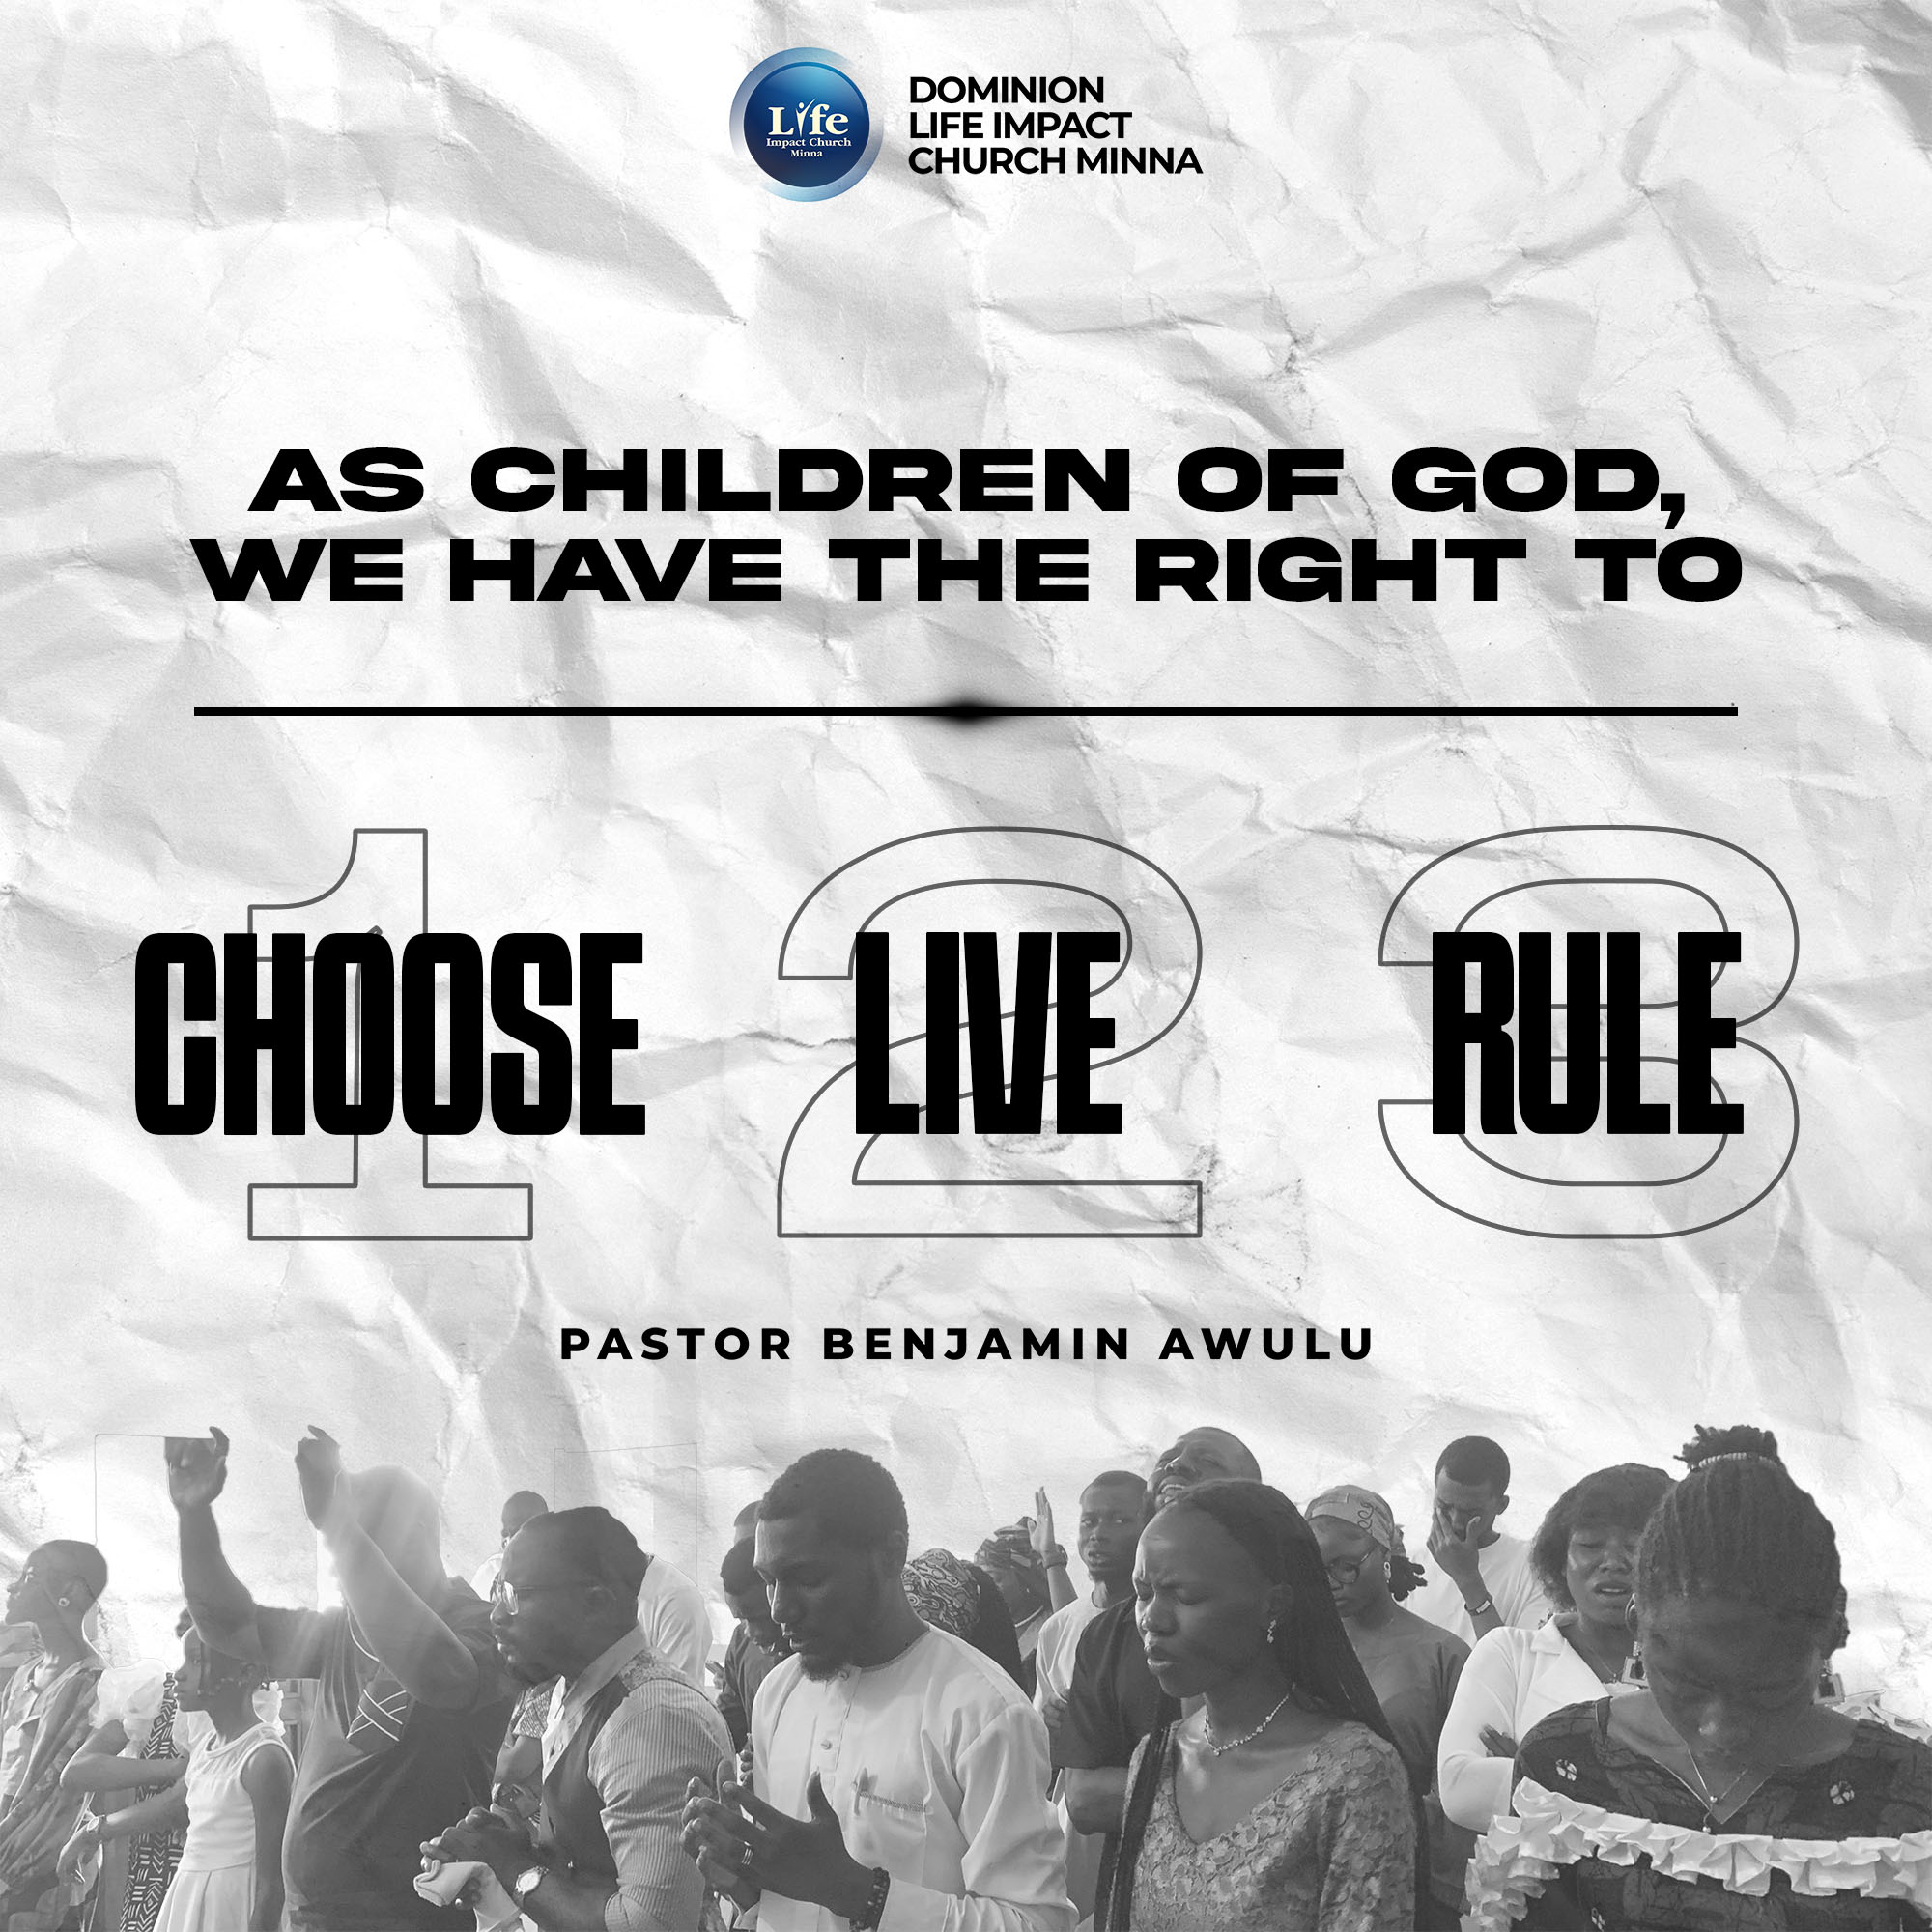 Life
Impact Church
Minna
DOMINION
LIFE IMPACT
CHURCH MINNA
AS CHILDREN OF GOD,
WE HAVE THE RIGHT TO
1
CHOOSE
2
LIVE
3
RULE
PASTOR BENJAMIN AWULU